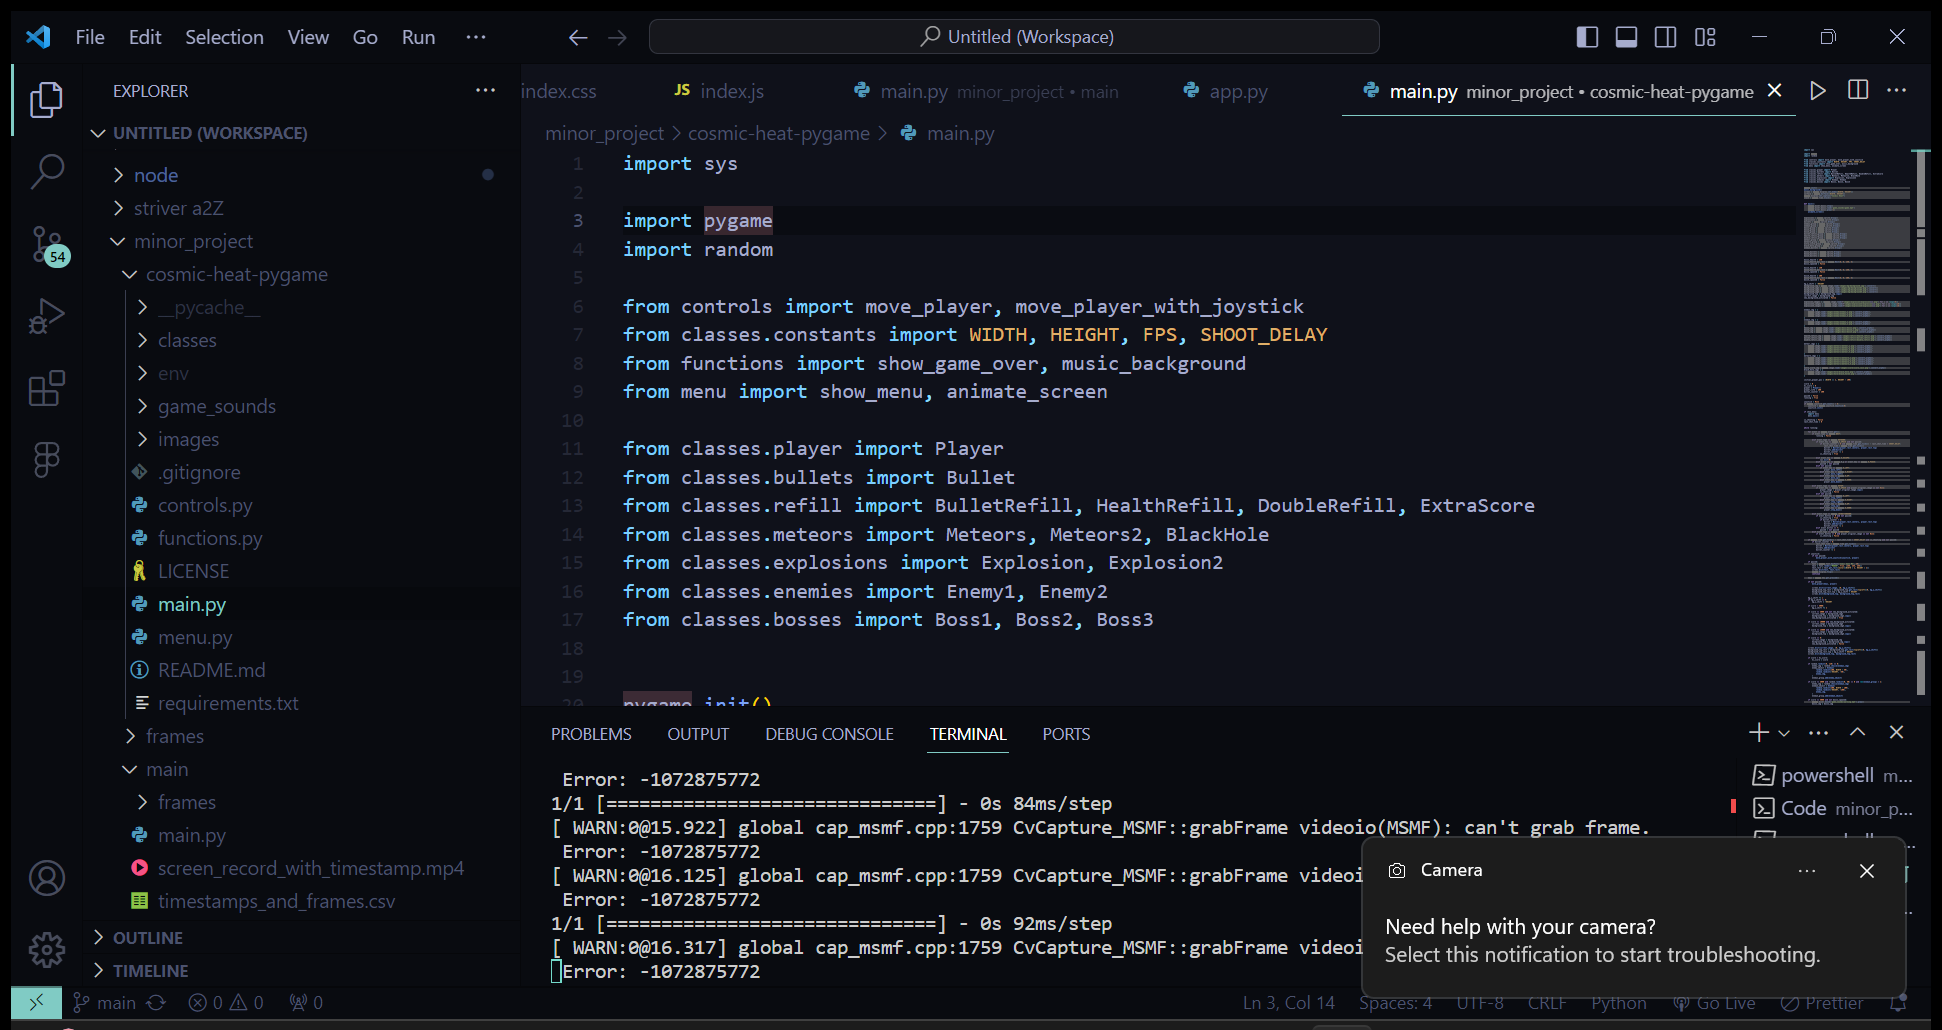 File Edit Selection View Go Run ··· Untitled (Workspace)
EXPLORER ···
UNTITLED (WORKSPACE)
node
striver a2Z
minor_project
cosmic-heat-pygame
__pycache__
classes
env
game_sounds
images
.gitignore
controls.py
functions.py
LICENSE
main.py
menu.py
README.md
requirements.txt
frames
main
frames
main.py
screen_record_with_timestamp.mp4
timestamps_and_frames.csv
OUTLINE
TIMELINE
54
index.css JS index.js main.py minor_project • main app.py main.py minor_project • cosmic-heat-pygame
minor_project > cosmic-heat-pygame > main.py
1 import sys
2
3 import pygame
4 import random
5
6 from controls import move_player, move_player_with_joystick
7 from classes.constants import WIDTH, HEIGHT, FPS, SHOOT_DELAY
8 from functions import show_game_over, music_background
9 from menu import show_menu, animate_screen
10
11 from classes.player import Player
12 from classes.bullets import Bullet
13 from classes.refill import BulletRefill, HealthRefill, DoubleRefill, ExtraScore
14 from classes.meteors import Meteors, Meteors2, BlackHole
15 from classes.explosions import Explosion, Explosion2
16 from classes.enemies import Enemy1, Enemy2
17 from classes.bosses import Boss1, Boss2, Boss3
18
19
20 pygame.init()
PROBLEMS OUTPUT DEBUG CONSOLE TERMINAL PORTS
Error: -1072875772
1/1 [==============================] - 0s 84ms/step
[ WARN:0@15.922] global cap_msmf.cpp:1759 CvCapture_MSMF::grabFrame videoio(MSMF): can't grab frame.
Error: -1072875772
[ WARN:0@16.125] global cap_msmf.cpp:1759 CvCapture_MSMF::grabFrame videoi
Error: -1072875772
1/1 [==============================] - 0s 92ms/step
[ WARN:0@16.317] global cap_msmf.cpp:1759 CvCapture_MSMF::grabFrame videoi
Error: -1072875772
powershell m...
Code minor_p...
Camera
Need help with your camera?
Select this notification to start troubleshooting.
main 0 0 0 Ln 3, Col 14 Spaces: 4 UTF-8 CRLF Python Go Live Prettier